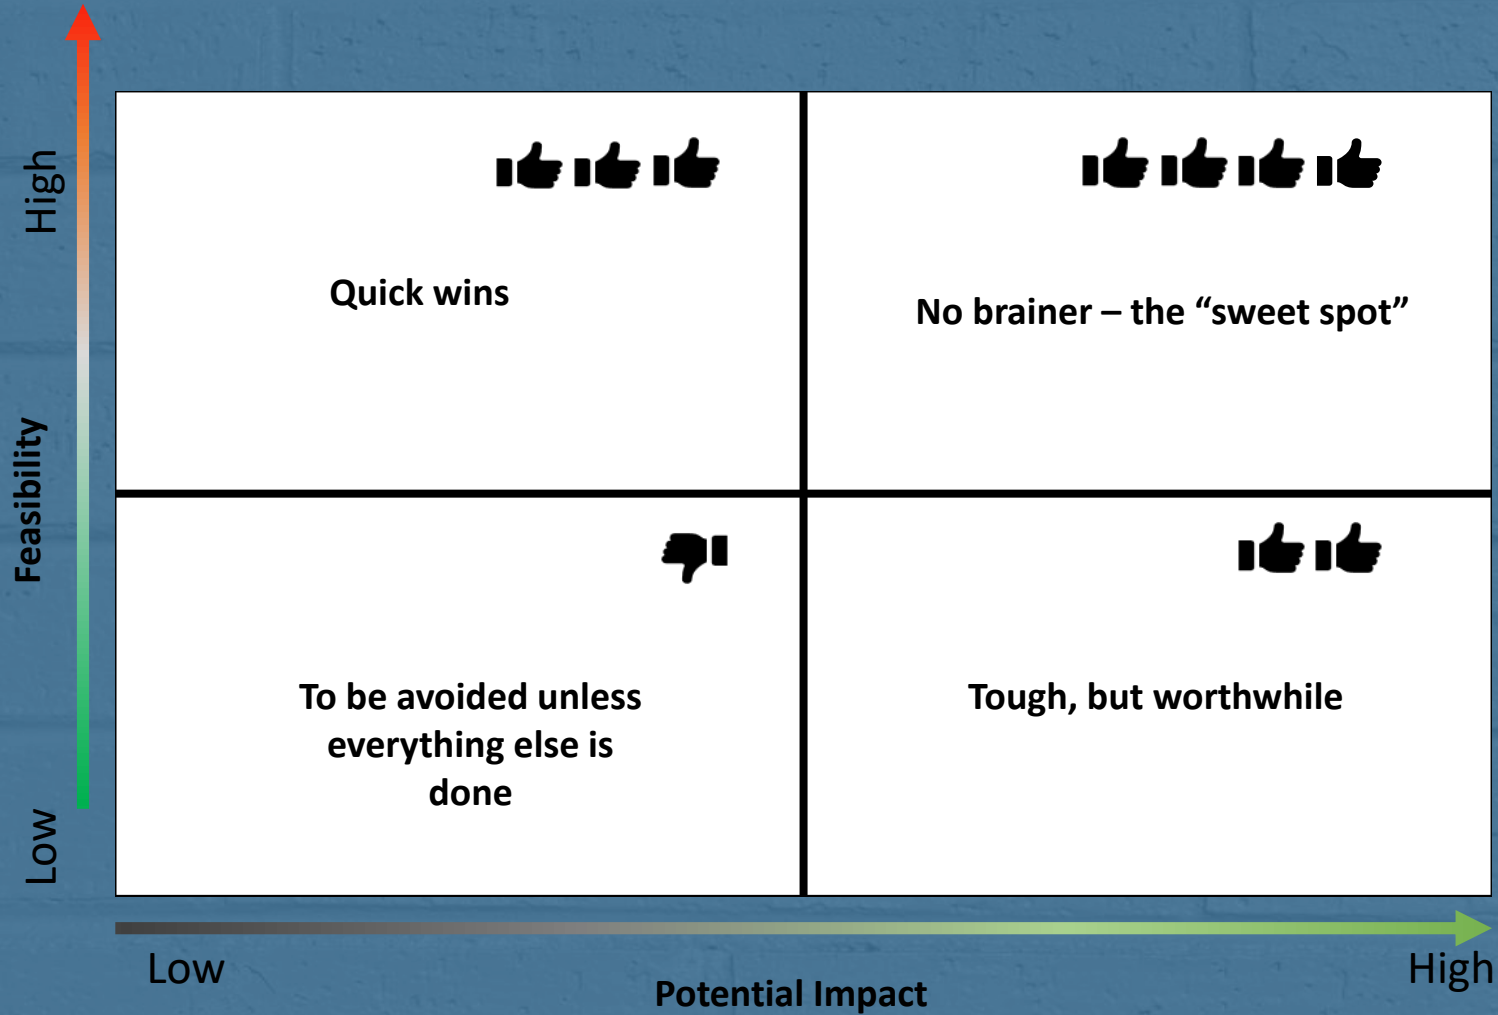 High
Quick wins
No brainer – the “sweet spot”
Feasibility
To be avoided unless
everything else is
done
Tough, but worthwhile
Low
Low
High
Potential Impact